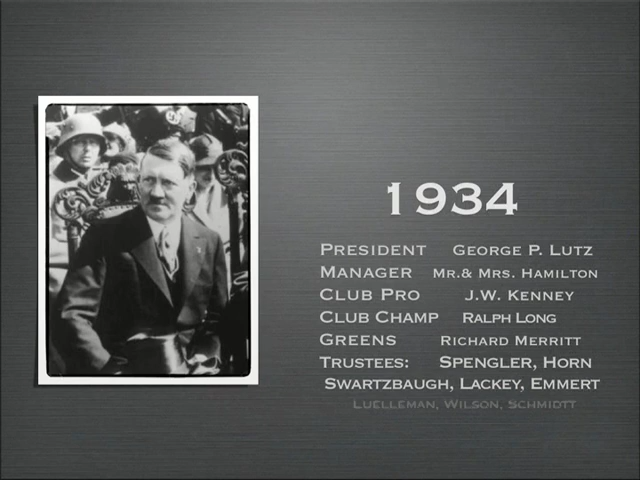 1934
President George P. Lutz
Manager Mr.& Mrs. Hamilton
Club Pro J.W. Kenney
Club Champ Ralph Long
Greens Richard Merritt
Trustees: Spengler, Horn
Swartzbaugh, Lackey, Emmert
Luelleman, Wilson, Schmidtt